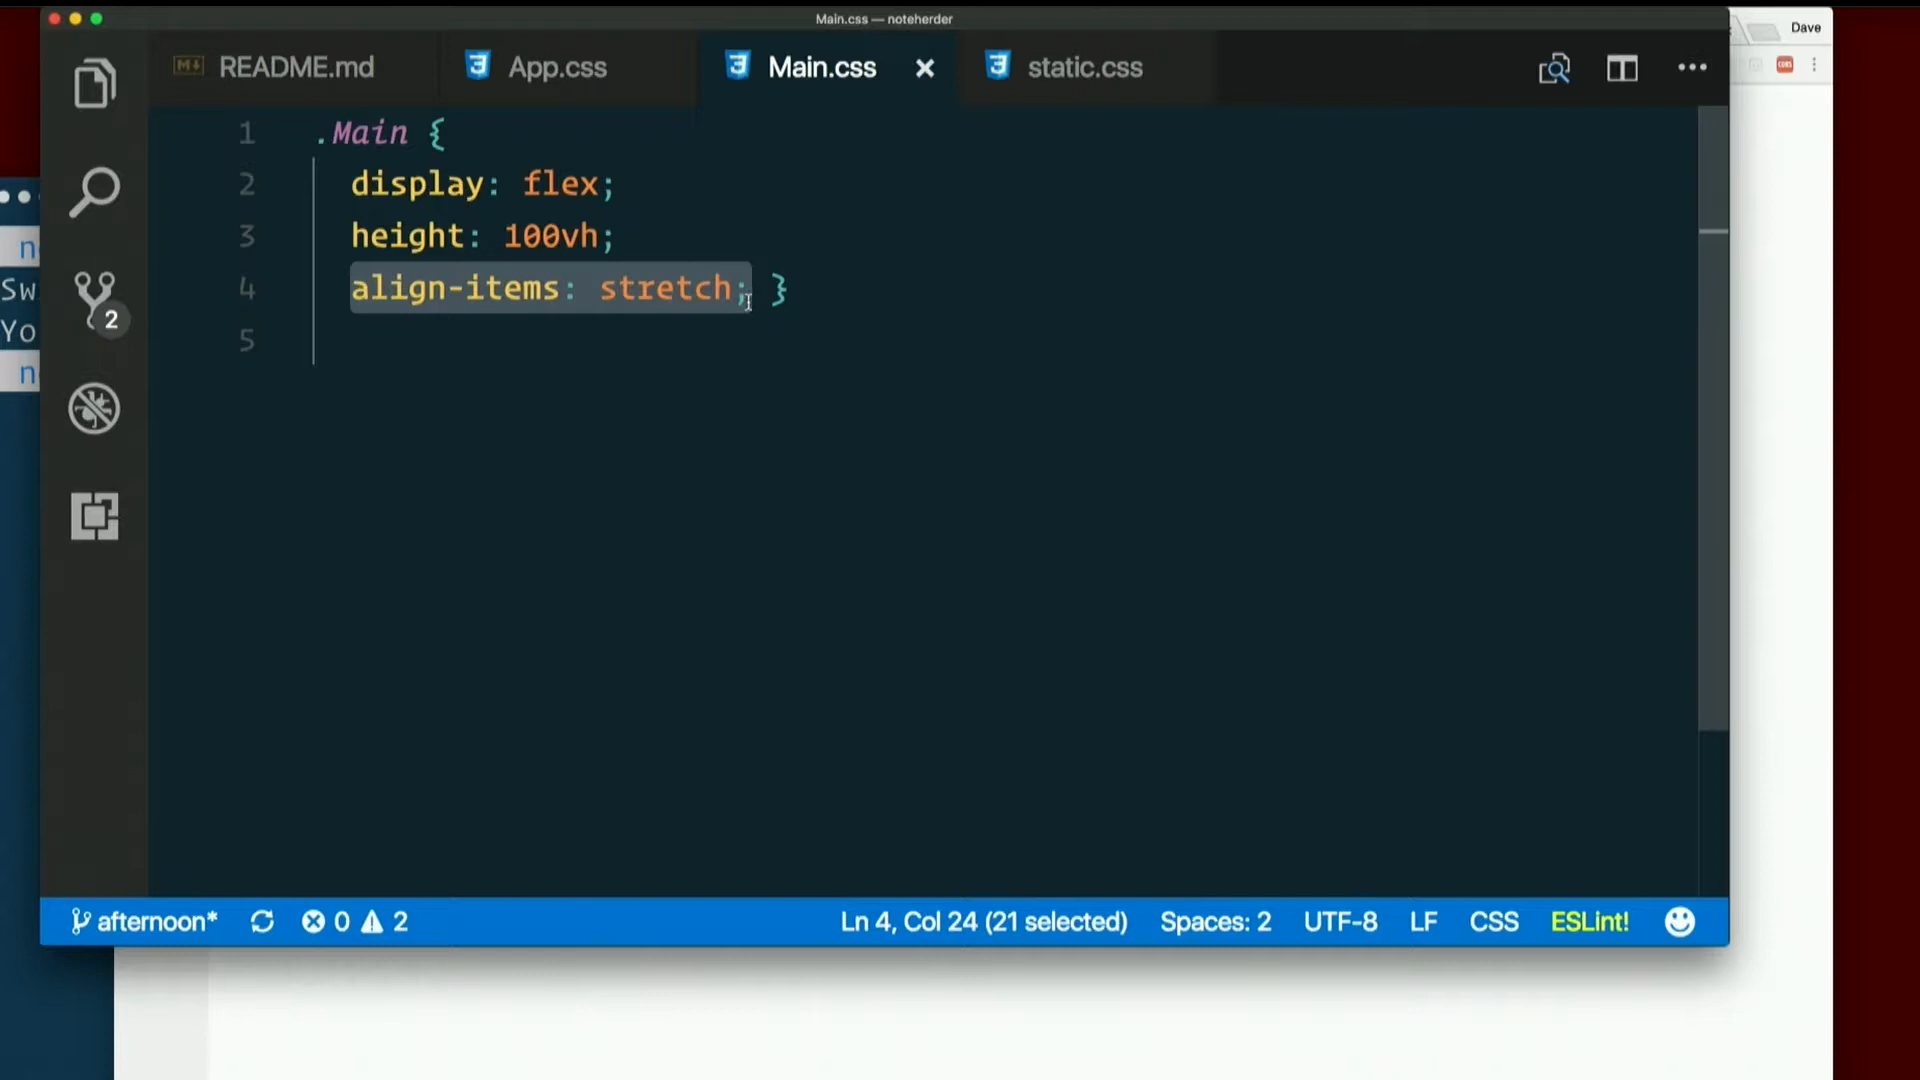 Main.css — noteherder
Dave
README.md
App.css
Main.css
static.css
1 .Main {
2 display: flex;
3 height: 100vh;
4 align-items: stretch; }
5
n
Sw
Yo
n
2
afternoon* 0 2
Ln 4, Col 24 (21 selected) Spaces: 2 UTF-8 LF CSS ESLint!